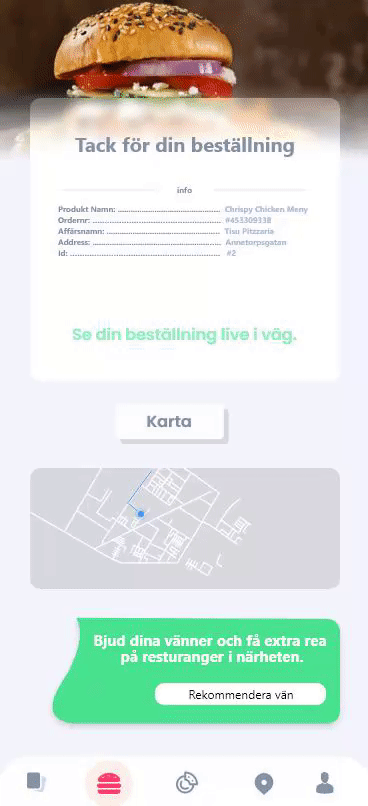 Tack för din beställning
info
Produkt Namn: ........................................ Chrispy Chicken Meny
Ordernr: .................................................. #453309338
Affärsnamn: ............................................ Tisu Pitzzaria
Address: .................................................. Annetorpsgatan
Id: ........................................................... #2
Se din beställning live i väg.
Karta
Bjud dina vänner och få extra rea
på resturanger i närheten.
Rekommendera vän